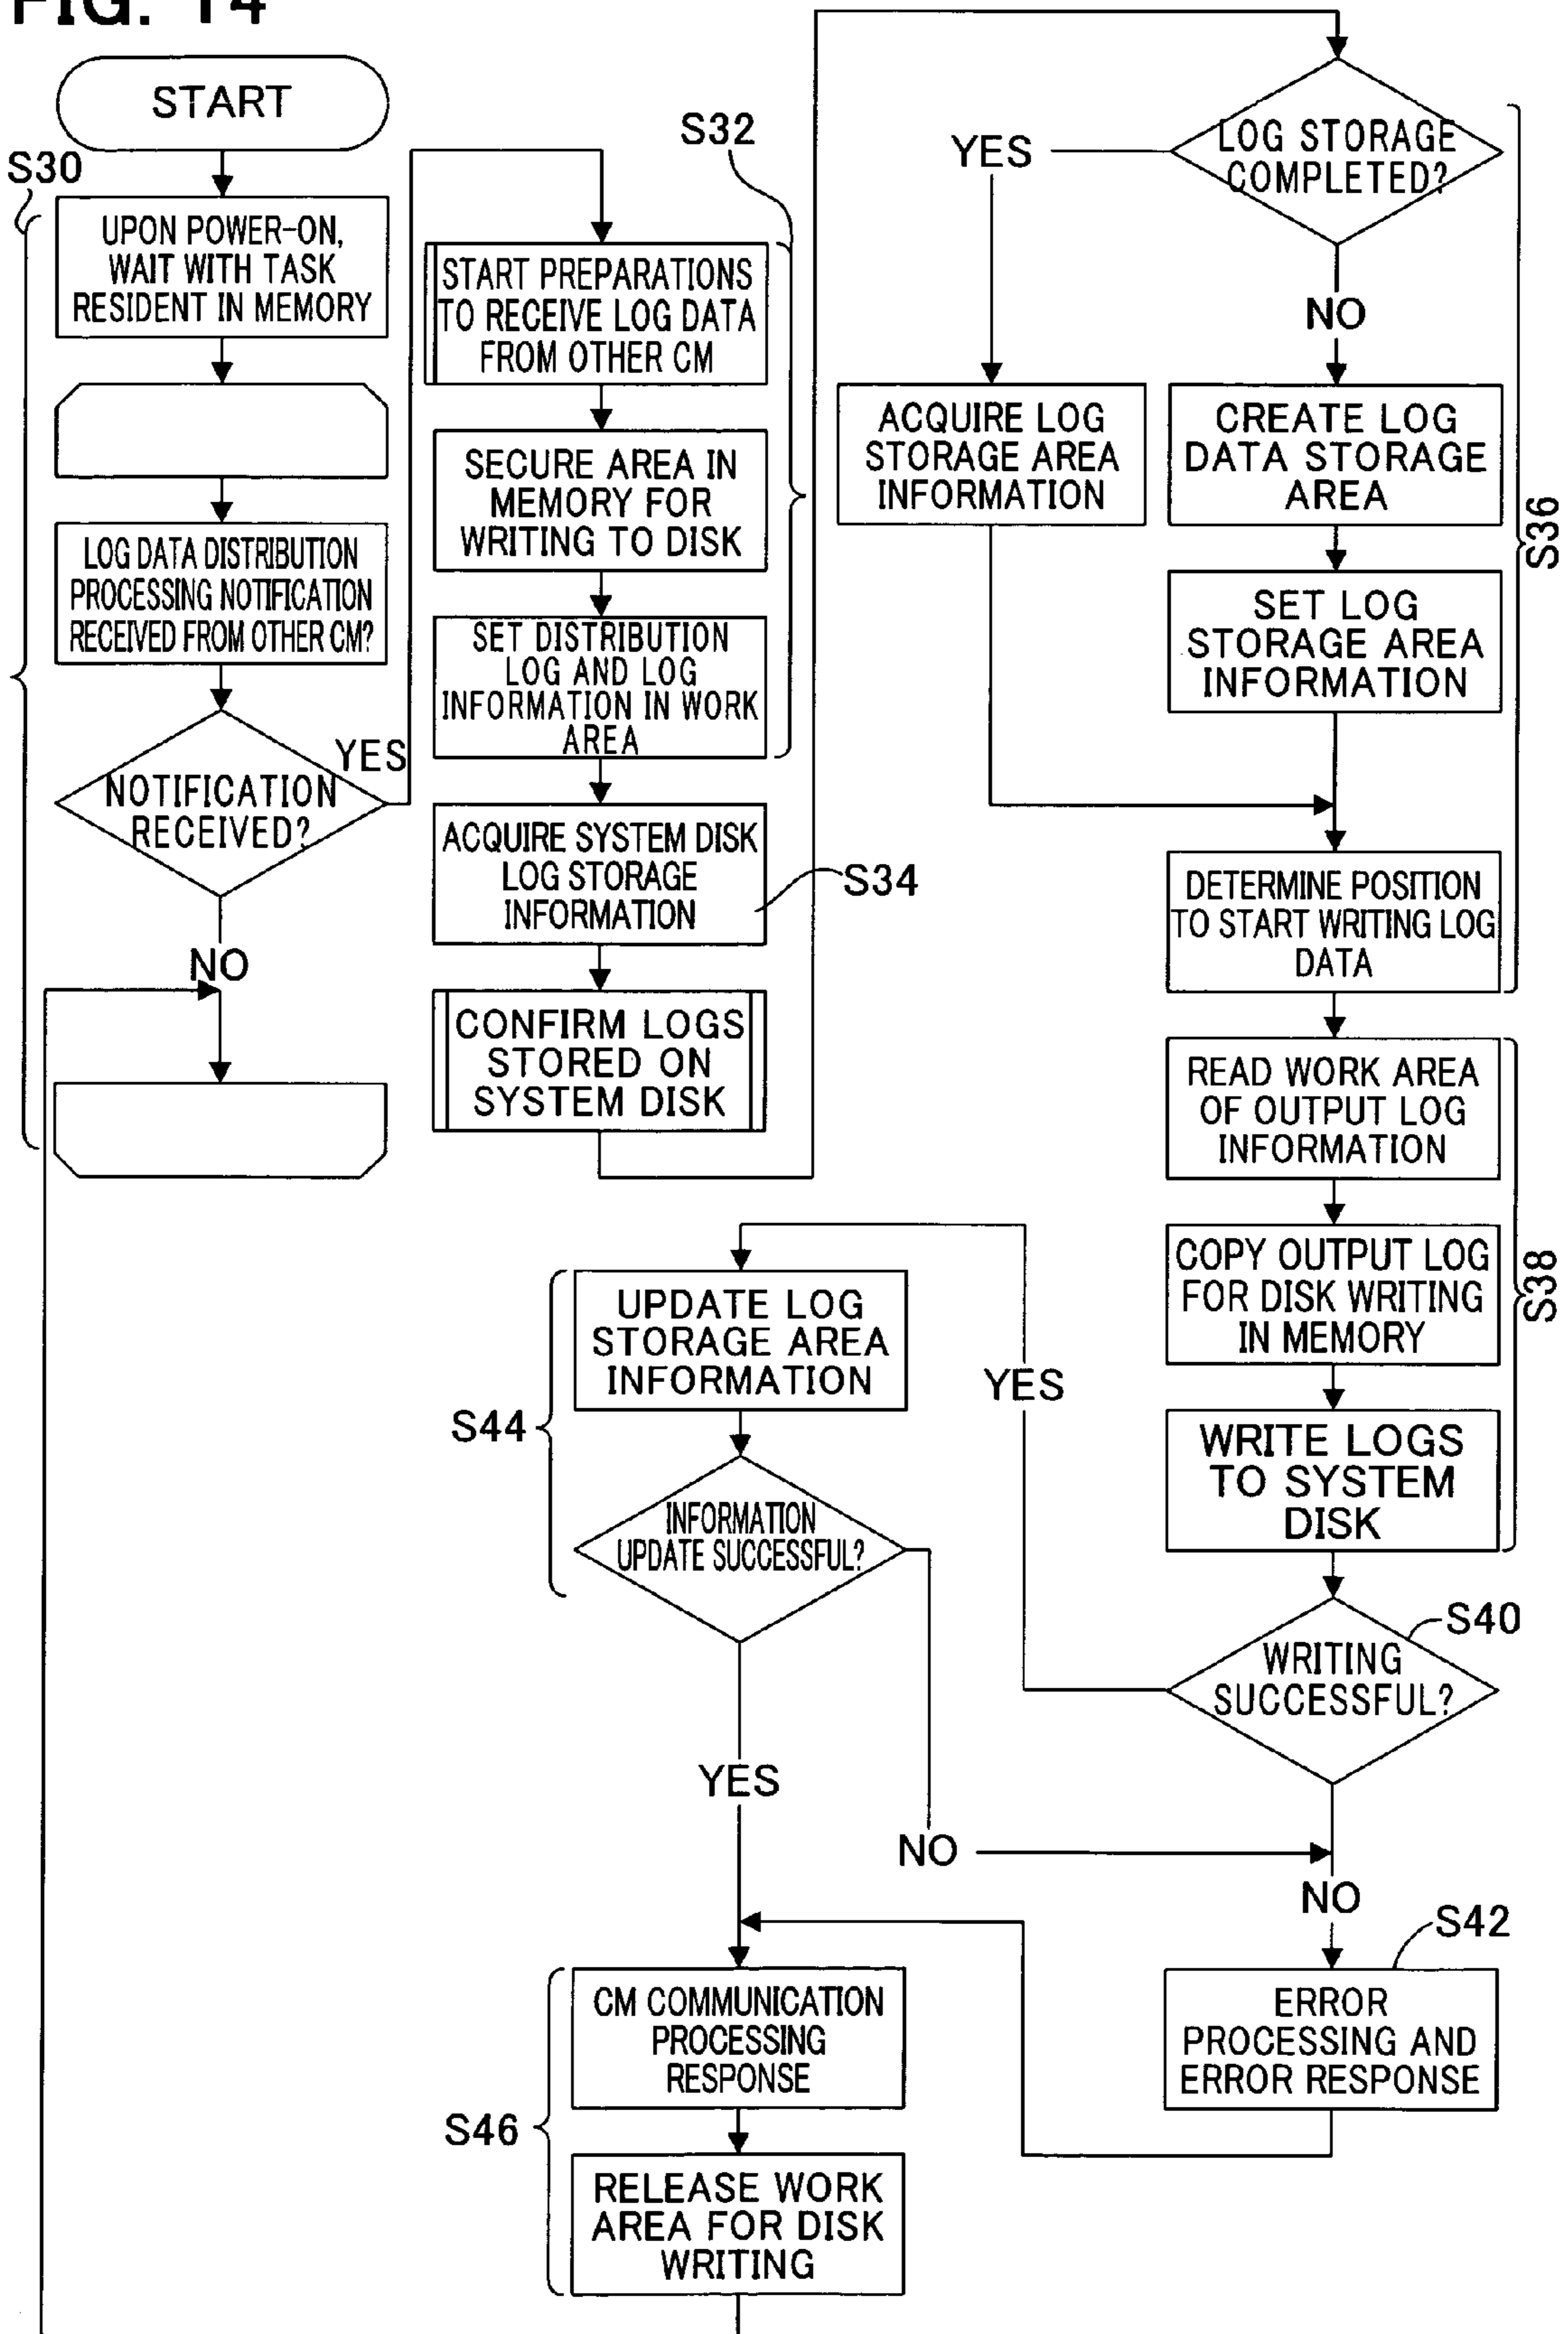 FIG. 14
START
S30
UPON POWER-ON,
WAIT WITH TASK
RESIDENT IN MEMORY
LOG DATA DISTRIBUTION
PROCESSING NOTIFICATION
RECEIVED FROM OTHER CM?
NOTIFICATION
RECEIVED?
YES
NO
S32
START PREPARATIONS
TO RECEIVE LOG DATA
FROM OTHER CM
SECURE AREA IN
MEMORY FOR
WRITING TO DISK
SET DISTRIBUTION
LOG AND LOG
INFORMATION IN WORK
AREA
ACQUIRE SYSTEM DISK
LOG STORAGE
INFORMATION
S34
CONFIRM LOGS
STORED ON
SYSTEM DISK
LOG STORAGE
COMPLETED?
YES
NO
ACQUIRE LOG
STORAGE AREA
INFORMATION
CREATE LOG
DATA STORAGE
AREA
SET LOG
STORAGE AREA
INFORMATION
S36
DETERMINE POSITION
TO START WRITING LOG
DATA
READ WORK AREA
OF OUTPUT LOG
INFORMATION
COPY OUTPUT LOG
FOR DISK WRITING
IN MEMORY
S38
WRITE LOGS
TO SYSTEM
DISK
S40
WRITING
SUCCESSFUL?
YES
NO
UPDATE LOG
STORAGE AREA
INFORMATION
S44
INFORMATION
UPDATE SUCCESSFUL?
YES
NO
S42
ERROR
PROCESSING AND
ERROR RESPONSE
CM COMMUNICATION
PROCESSING
RESPONSE
S46
RELEASE WORK
AREA FOR DISK
WRITING